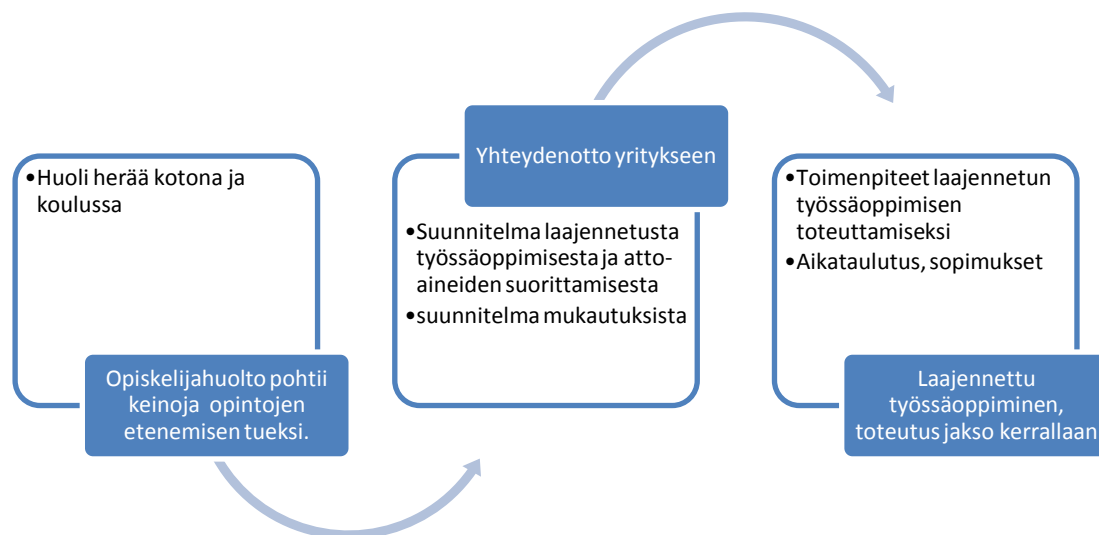 •Huoli herää kotona ja
koulussa
Opiskelijahuolto pohtii
keinoja opintojen
etenemisen tueksi.
Yhteydenotto yritykseen
•Suunnitelma laajennetusta
työssäoppimisesta ja atto-
aineiden suorittamisesta
•suunnitelma mukautuksista
•Toimenpiteet laajennetun
työssäoppimisen
toteuttamiseksi
•Aikataulutus, sopimukset
Laajennettu
työssäoppiminen,
toteutus jakso kerrallaan